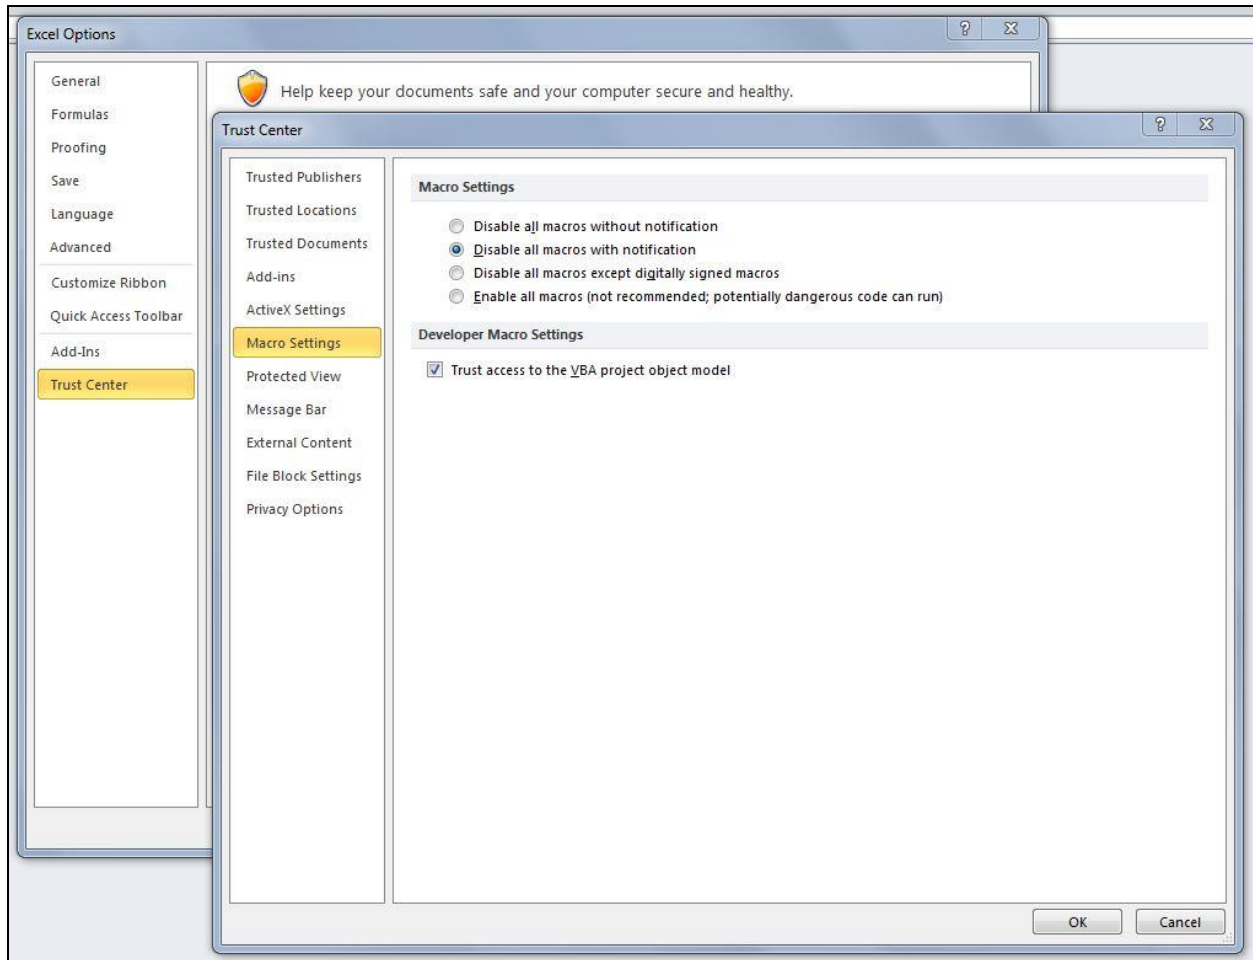 Excel Options
General
Formulas
Proofing
Save
Language
Advanced
Customize Ribbon
Quick Access Toolbar
Add-Ins
Trust Center
Help keep your documents safe and your computer secure and healthy.
Trust Center
Trusted Publishers
Trusted Locations
Trusted Documents
Add-ins
ActiveX Settings
Macro Settings
Protected View
Message Bar
External Content
File Block Settings
Privacy Options
Macro Settings
Disable all macros without notification
Disable all macros with notification
Disable all macros except digitally signed macros
Enable all macros (not recommended; potentially dangerous code can run)
Developer Macro Settings
Trust access to the VBA project object model
OK
Cancel